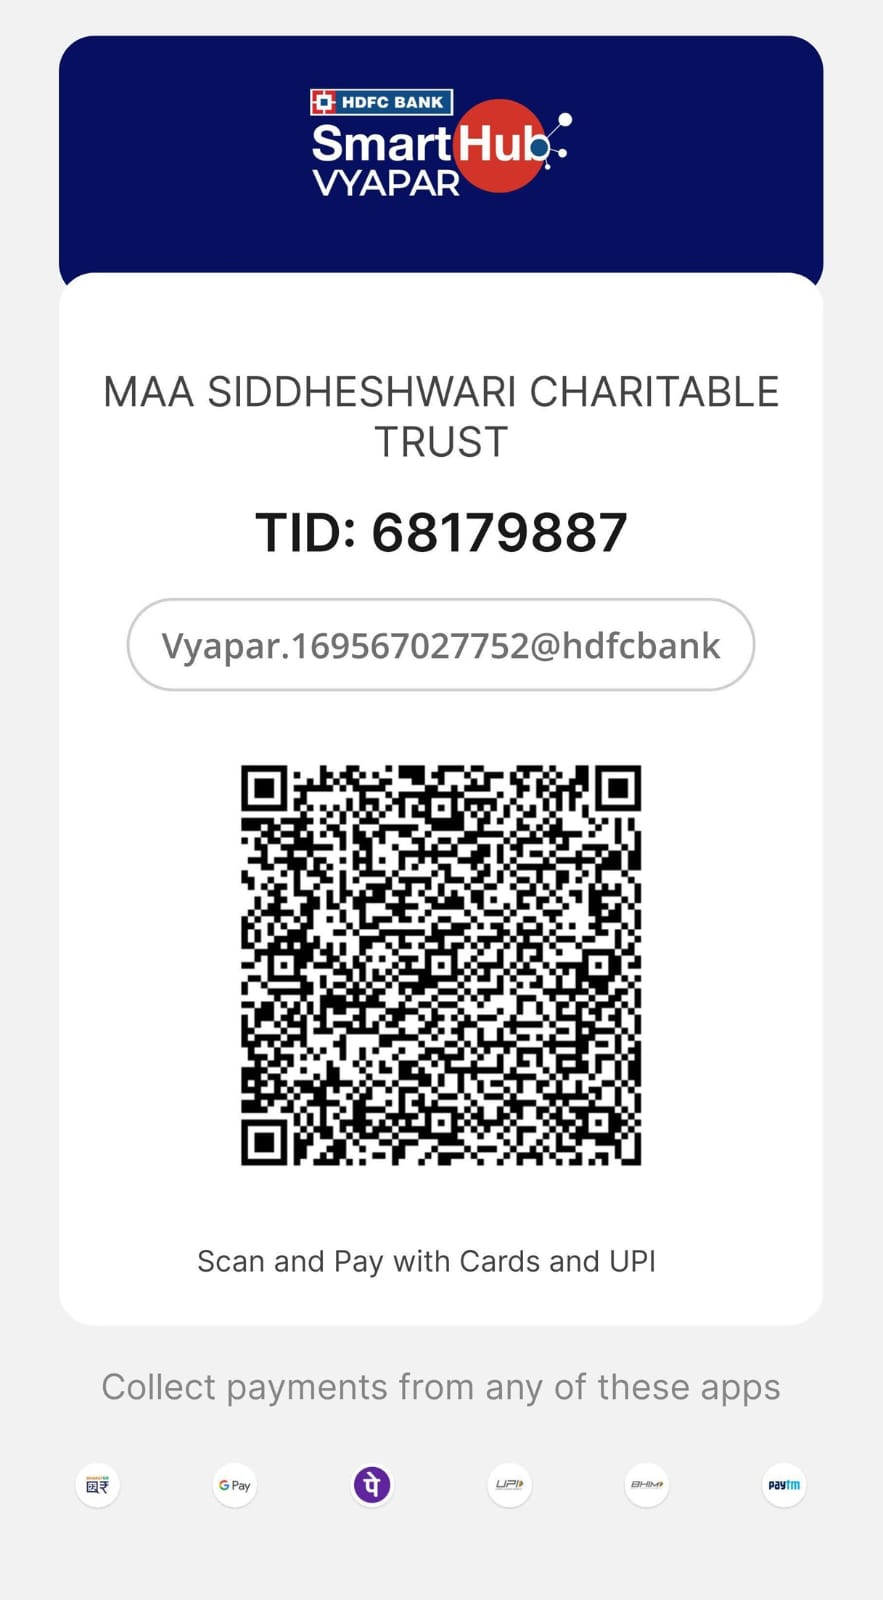 HDFC BANK
SmartHub
VYAPAR
MAA SIDDHESHWARI CHARITABLE
TRUST
TID: 68179887
Vyapar.169567027752@hdfcbank
Scan and Pay with Cards and UPI
Collect payments from any of these apps
G Pay
पे
UPI
BHIM
paytm